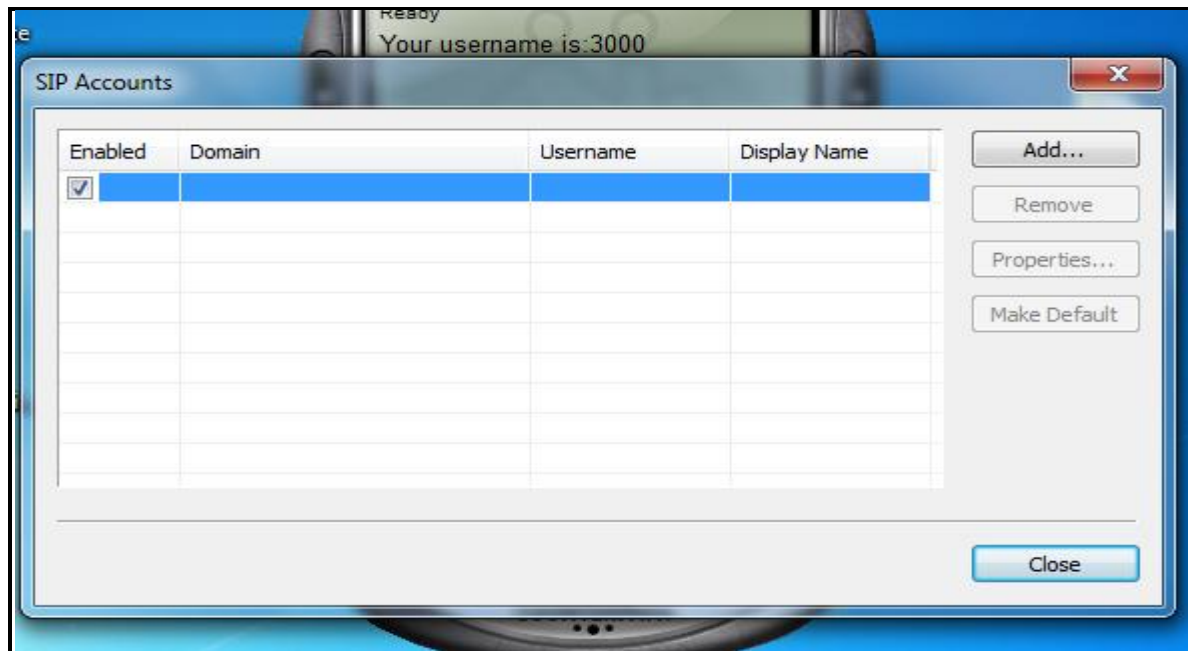 Ready
Your username is:3000
SIP Accounts
Enabled Domain Username Display Name
Add...
Remove
Properties...
Make Default
Close